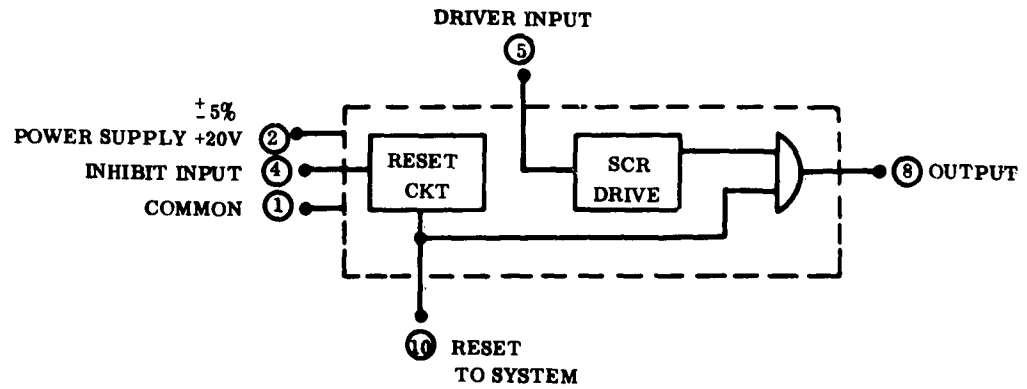 DRIVER INPUT
5
± 5%
POWER SUPPLY +20V 2
INHIBIT INPUT 4
COMMON 1
RESET
CKT
SCR
DRIVE
8 OUTPUT
10 RESET
TO SYSTEM